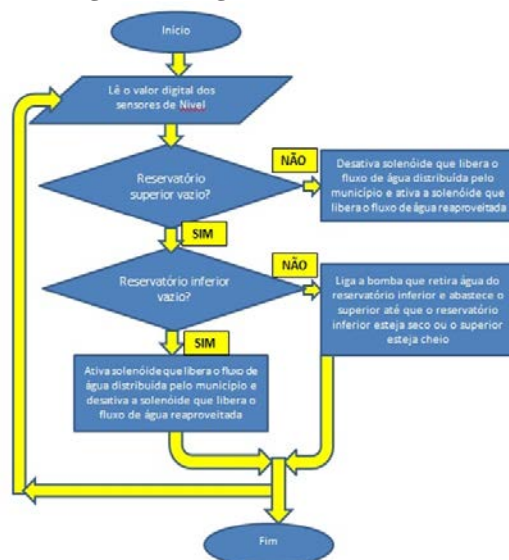 Início
Lê o valor digital dos
sensores de Nivel
Reservatório
superior vazio?
NÃO
Desativa solenóide que libera o
fluxo de água distribuída pelo
município e ativa a solenóide que
libera o fluxo de água reaproveitada
SIM
Reservatório inferior
vazio?
NÃO
Liga a bomba que retira água do
reservatório inferior e abastece o
superior até que o reservatório
inferior esteja seco ou o superior
esteja cheio
SIM
Ativa solenóide que libera o fluxo de
água distribuída pelo município e
desativa a solenóide que libera o
fluxo de água reaproveitada
Fim